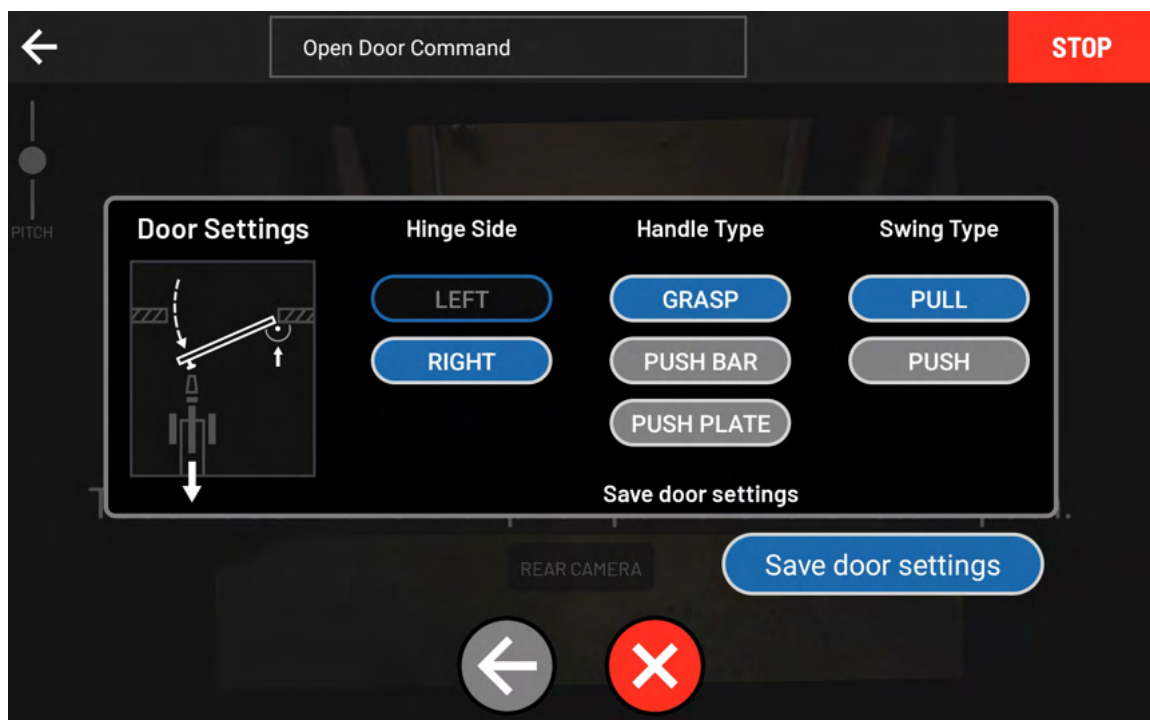 Open Door Command
STOP
PITCH
Door Settings
Hinge Side
LEFT
RIGHT
Handle Type
GRASP
PUSH BAR
PUSH PLATE
Swing Type
PULL
PUSH
Save door settings
REAR CAMERA
Save door settings